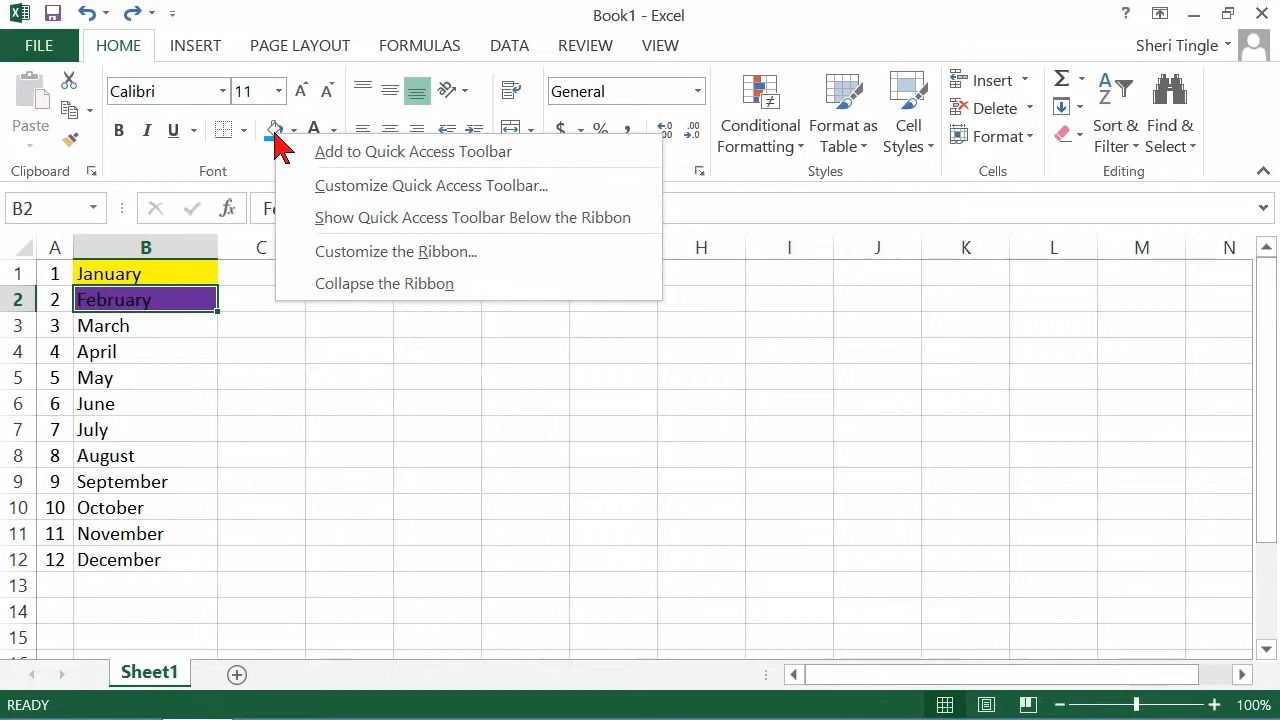 Book1 - Excel
?
FILE HOME INSERT PAGE LAYOUT FORMULAS DATA REVIEW VIEW Sheri Tingle
Paste
Clipboard
Calibri 11
B I U A
Font
General
$ % ,
Conditional Formatting
Format as Table
Cell Styles
Styles
Insert
Delete
Format
Cells
Sort & Filter
Find & Select
Editing
Add to Quick Access Toolbar
Customize Quick Access Toolbar...
Show Quick Access Toolbar Below the Ribbon
Customize the Ribbon...
Collapse the Ribbon
B2 fx Fe
A B C H I J K L M N
1 1 January
2 2 February
3 3 March
4 4 April
5 5 May
6 6 June
7 7 July
8 8 August
9 9 September
10 10 October
11 11 November
12 12 December
13
14
15
Sheet1
READY 100%